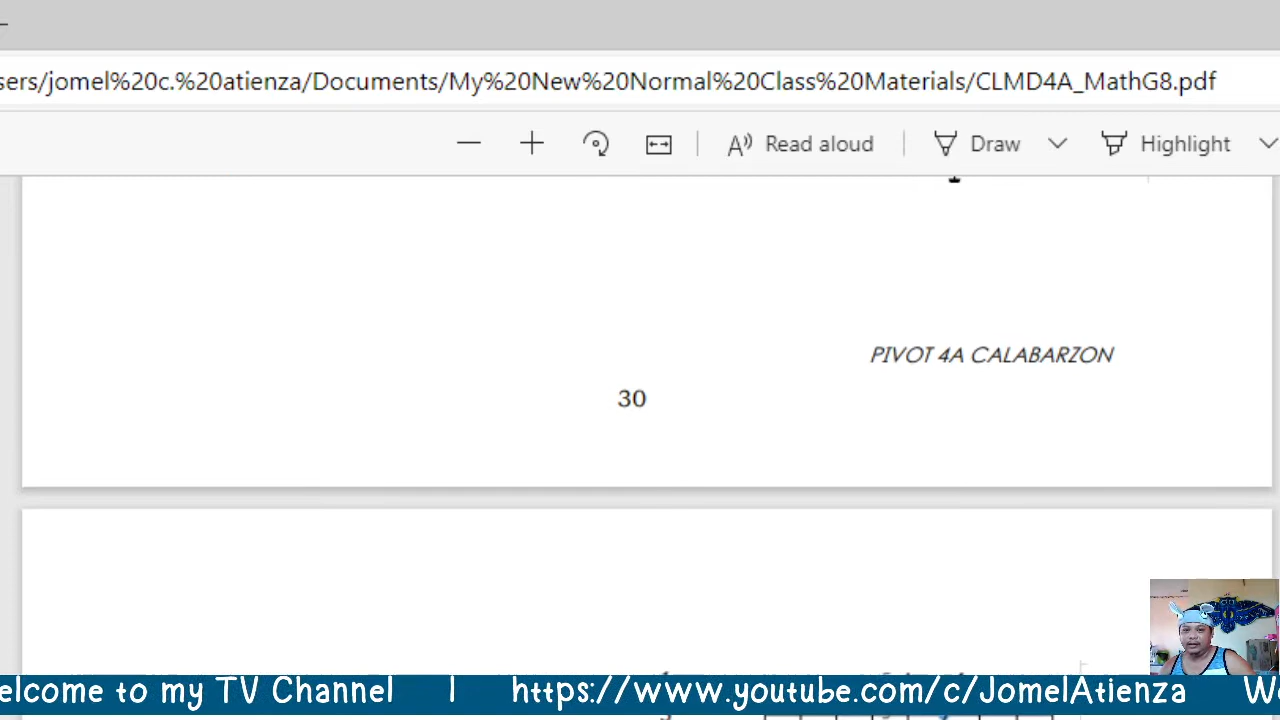 sers/jomel%20c.%20atienza/Documents/My%20New%20Normal%20Class%20Materials/CLMD4A_MathG8.pdf
Read aloud
Draw
Highlight
PIVOT 4A CALABARZON
30
elcome to my TV Channel | https://www.youtube.com/c/JomelAtienza W